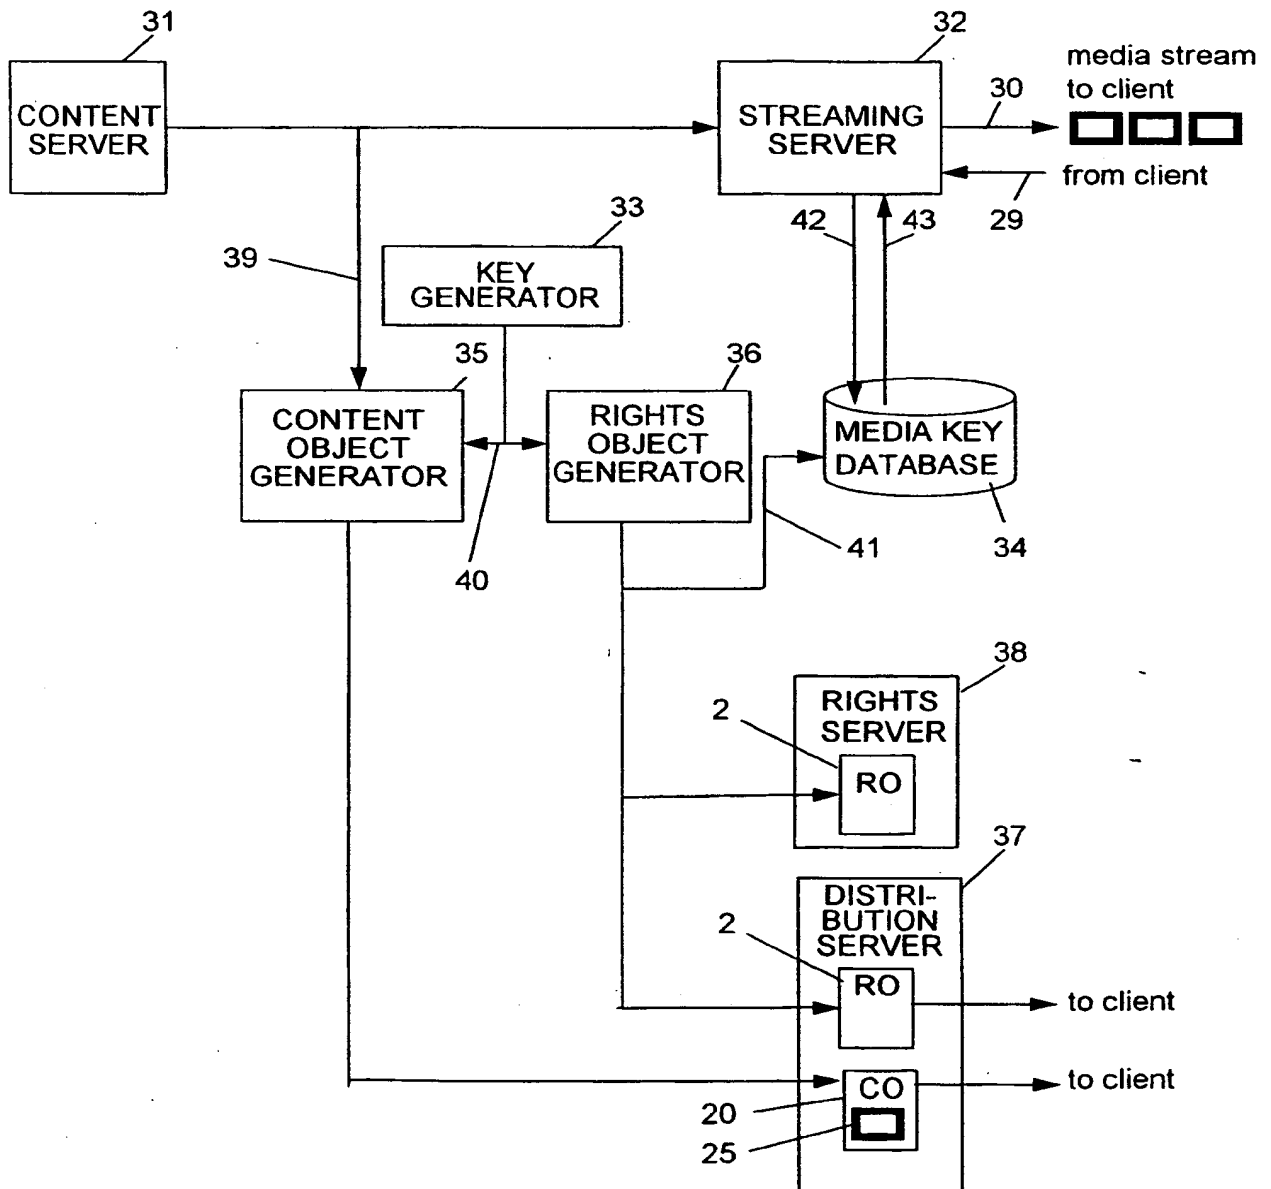 31
32
media stream
to client
30
CONTENT
SERVER
STREAMING
SERVER
from client
29
42
43
33
39
KEY
GENERATOR
35
36
CONTENT
OBJECT
GENERATOR
RIGHTS
OBJECT
GENERATOR
MEDIA KEY
DATABASE
40
41
34
38
RIGHTS
SERVER
2
RO
37
DISTRI-
BUTION
SERVER
2
RO
to client
CO
to client
20
25